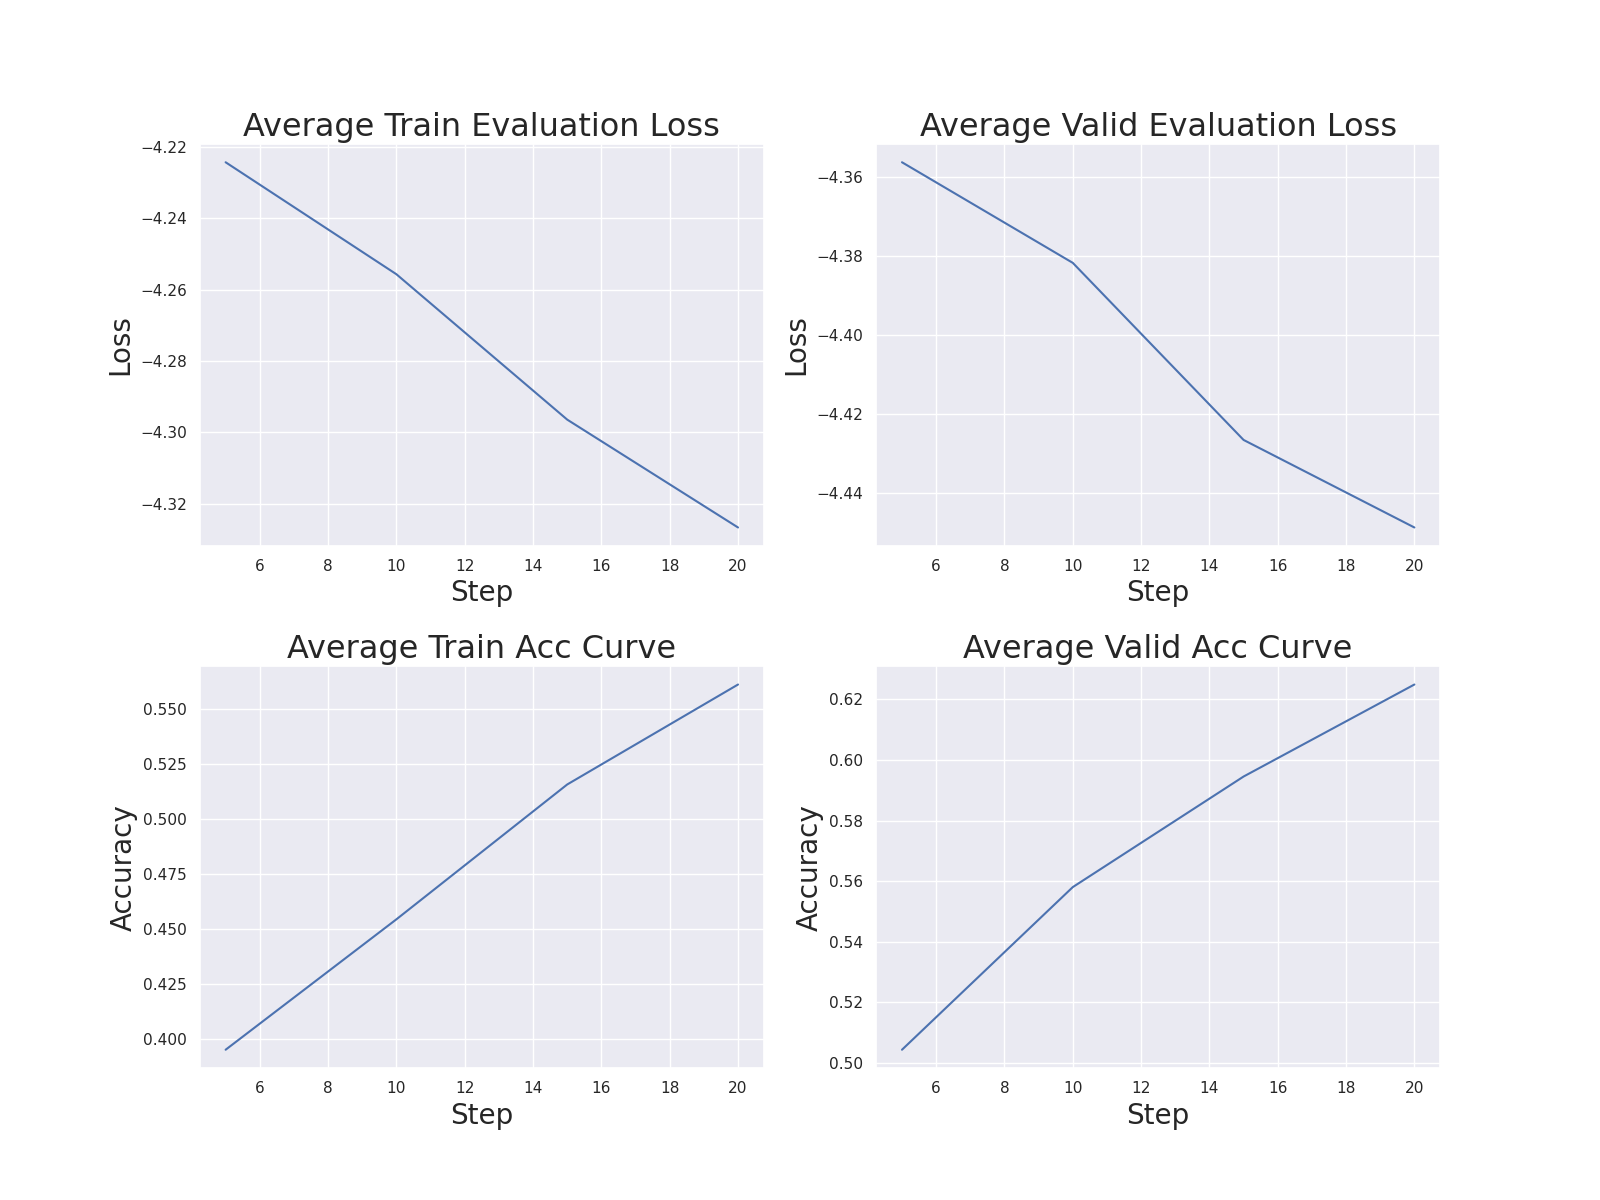 Average Train Evaluation Loss
−4.22
−4.24
−4.26
−4.28
−4.30
−4.32
Loss
6 8 10 12 14 16 18 20
Step
Average Valid Evaluation Loss
−4.36
−4.38
−4.40
−4.42
−4.44
Loss
6 8 10 12 14 16 18 20
Step
Average Train Acc Curve
0.550
0.525
0.500
0.475
0.450
0.425
0.400
Accuracy
6 8 10 12 14 16 18 20
Step
Average Valid Acc Curve
0.62
0.60
0.58
0.56
0.54
0.52
0.50
Accuracy
6 8 10 12 14 16 18 20
Step